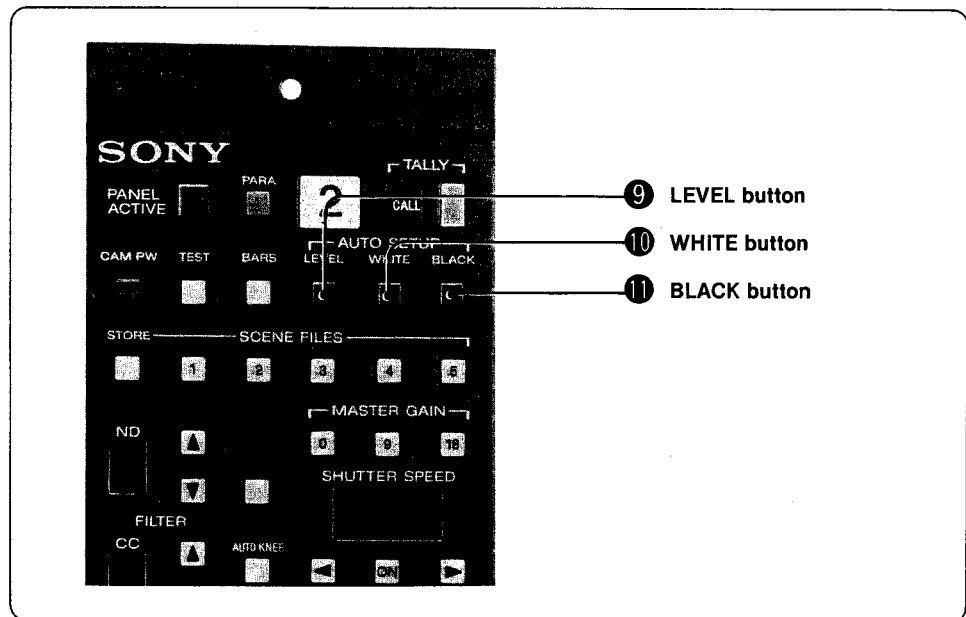 SONY
TALLY
PANEL ACTIVE
PARA
2
CALL
9 LEVEL button
AUTO SETUP
10 WHITE button
CAM PW TEST BARS LEVEL WHITE BLACK
11 BLACK button
STORE SCENE FILES
1 2 3 4 5
MASTER GAIN
ND
0 9 18
SHUTTER SPEED
FILTER
CC
AUTO KNEE
ON